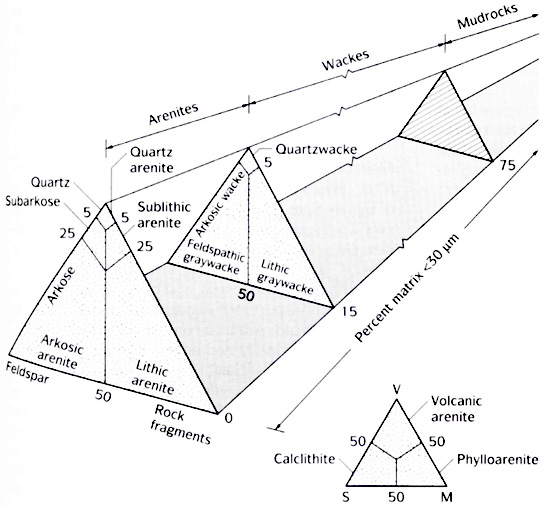 Mudrocks
Wackes
Arenites
Quartz
arenite
Quartzwacke
5
75
Quartz
Subarkose
Sublithic
arenite
5
5
25
25
Arkosic wacke
Feldspathic
graywacke
Lithic
graywacke
50
15
Percent matrix <30 µm
Arkose
Arkosic
arenite
Lithic
arenite
Feldspar
50
Rock
fragments
0
V
Volcanic
arenite
50
50
Calclithite
Phylloarenite
S
50
M